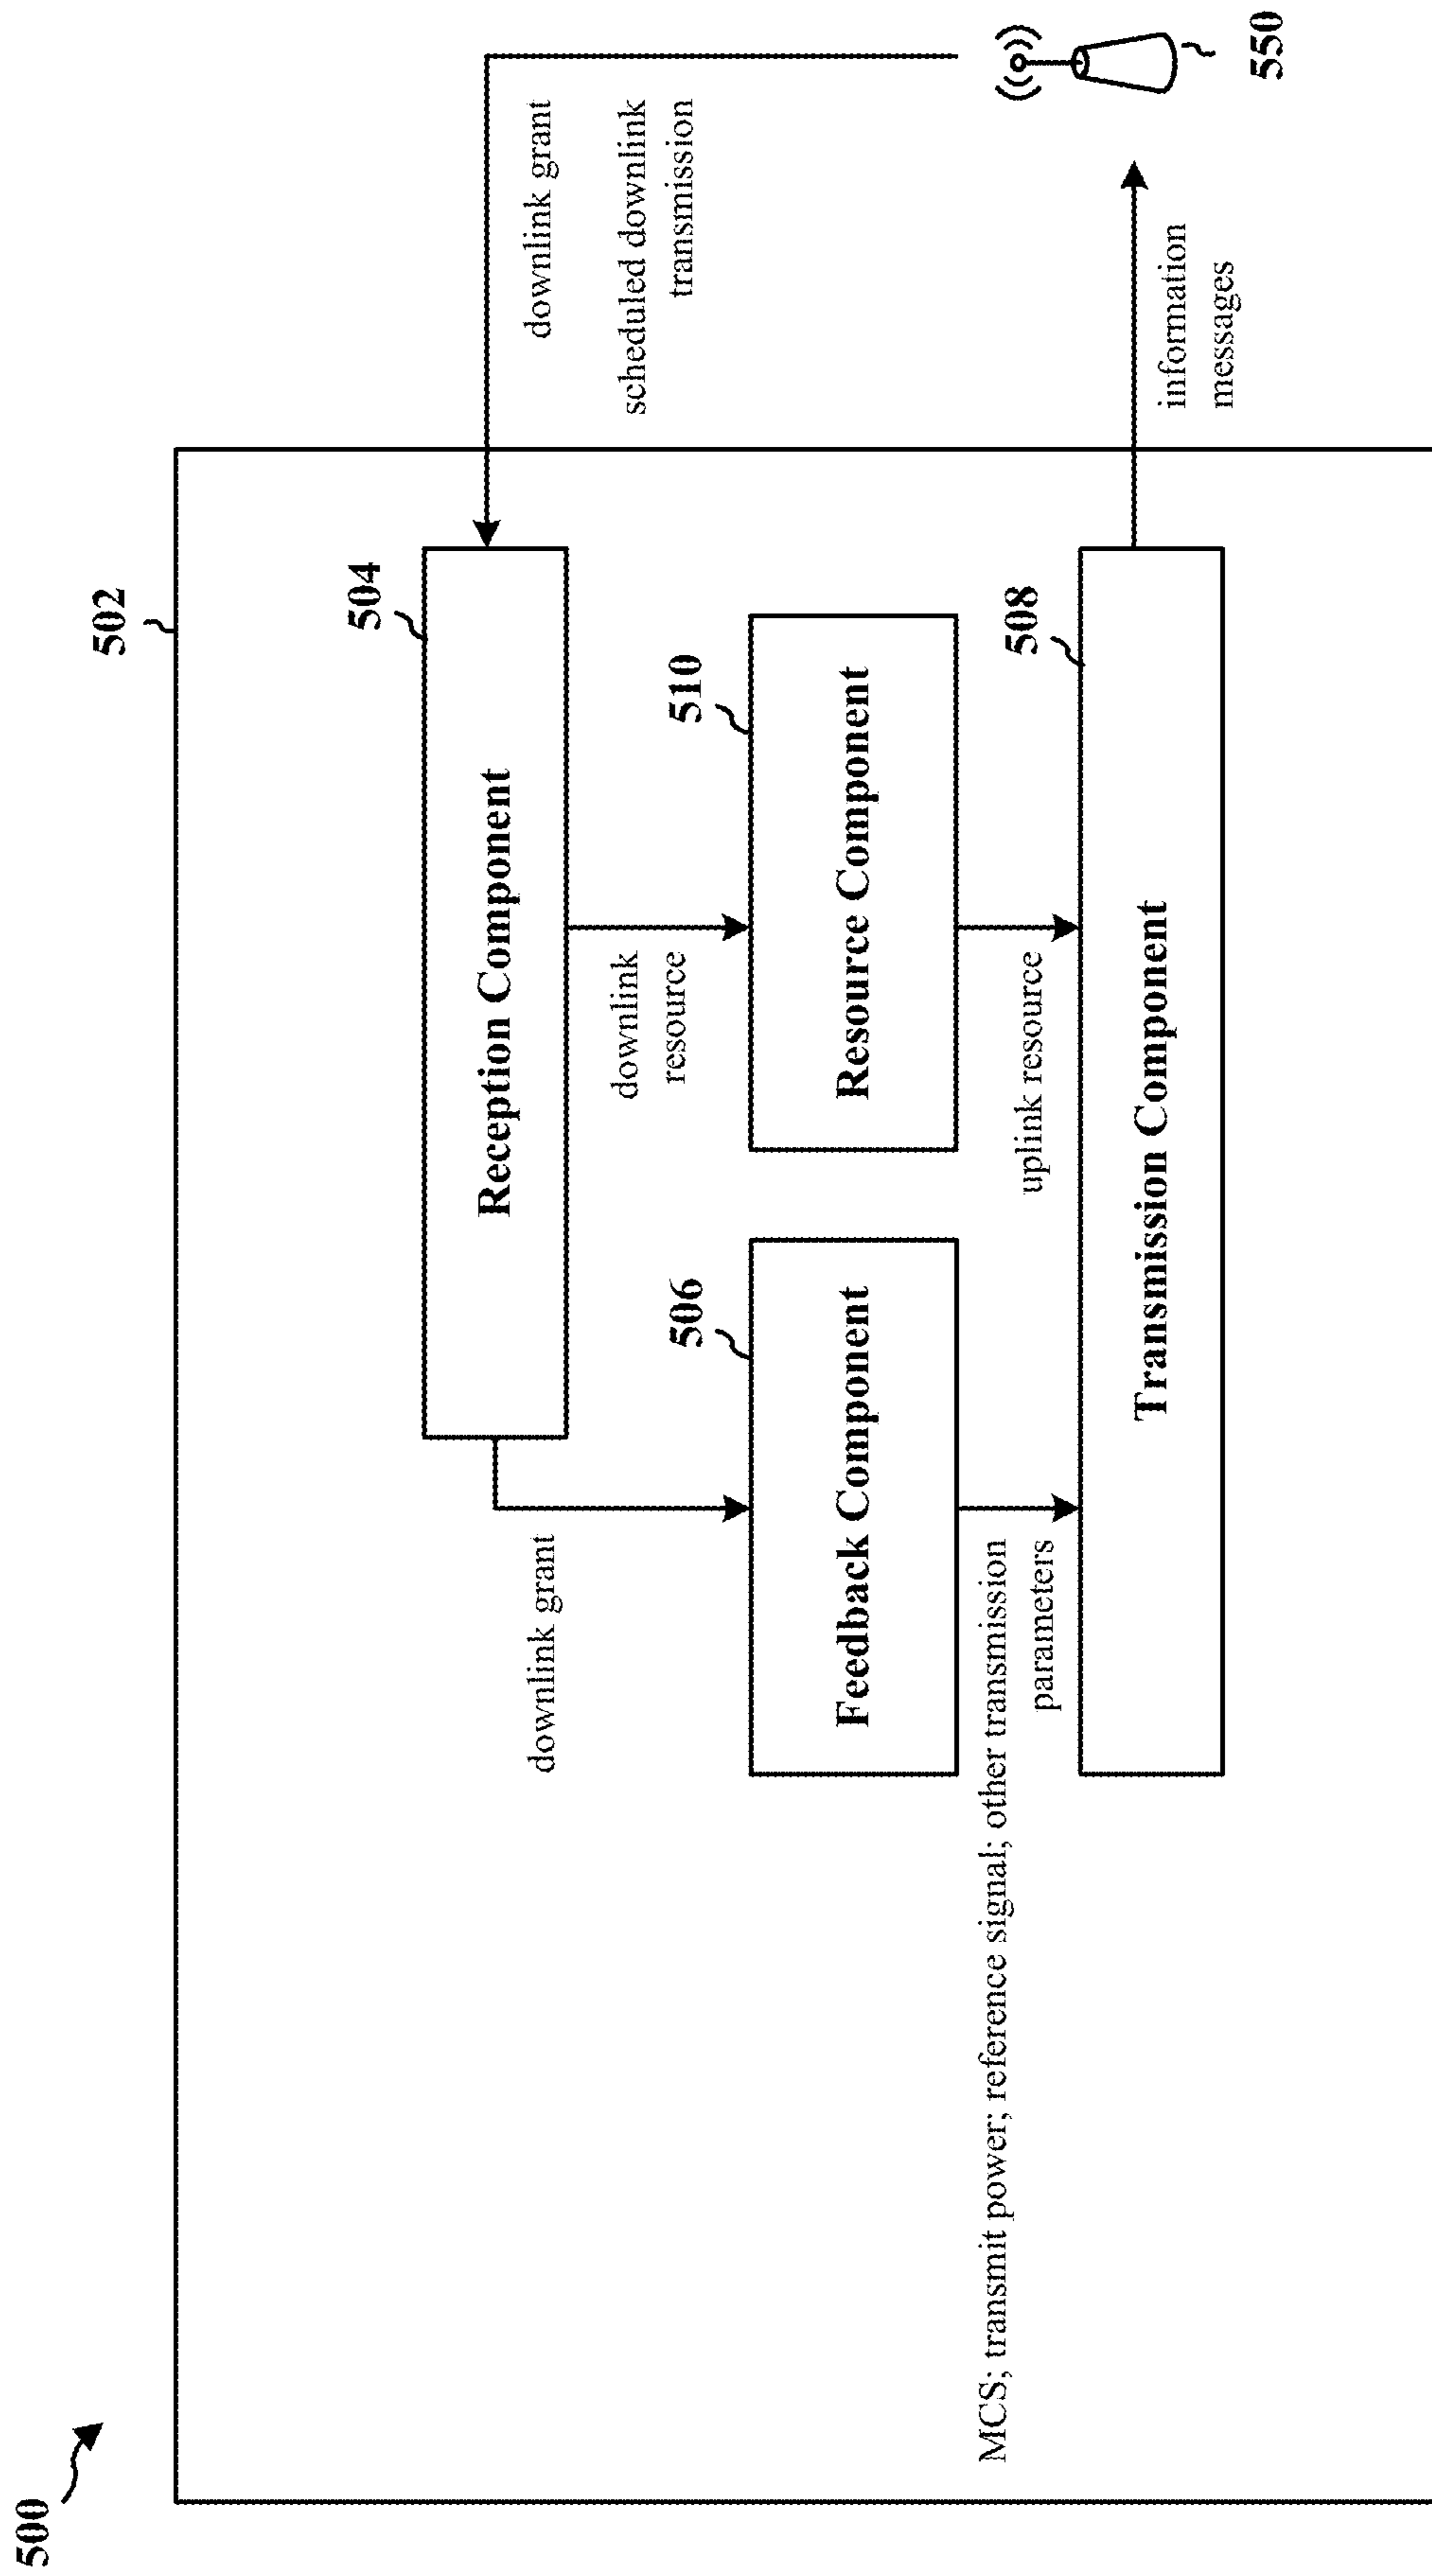 500
502
504
Reception Component
downlink grant
scheduled downlink
transmission
downlink grant
downlink
resource
506
Feedback Component
510
Resource Component
MCS; transmit power; reference signal; other transmission
parameters
uplink resource
508
Transmission Component
information
messages
550